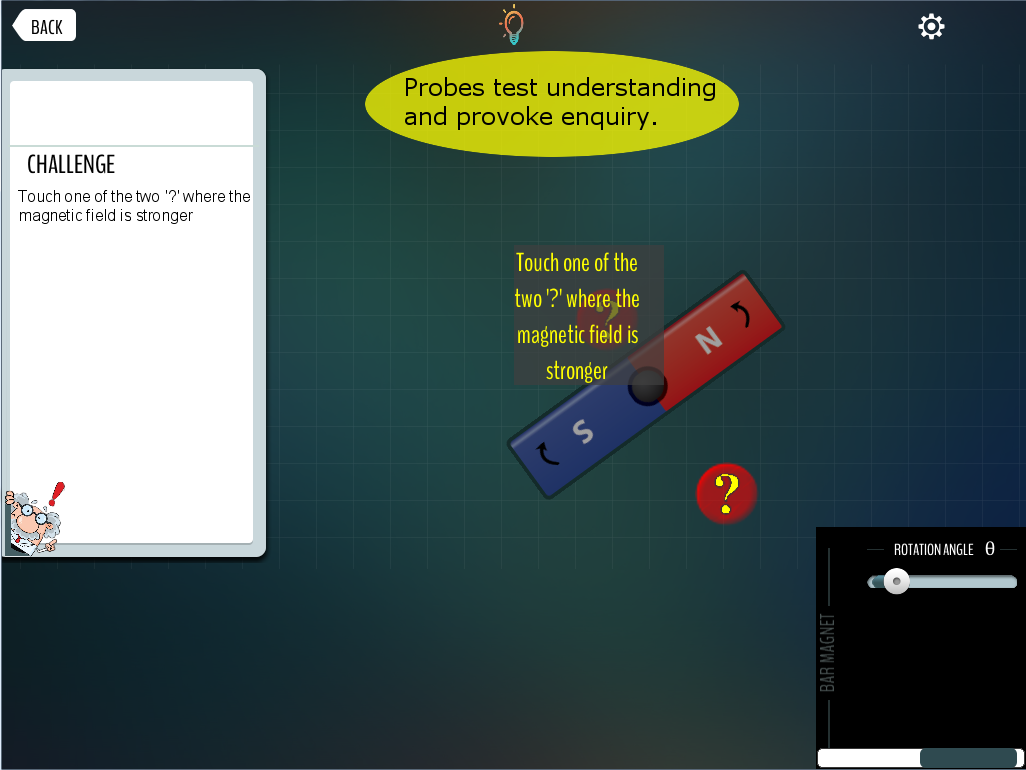 BACK
Probes test understanding
and provoke enquiry.
CHALLENGE
Touch one of the two '?' where the
magnetic field is stronger
Touch one of the
two '?' where the
magnetic field is
stronger
?
N
S
?
ROTATION ANGLE θ
BAR MAGNET